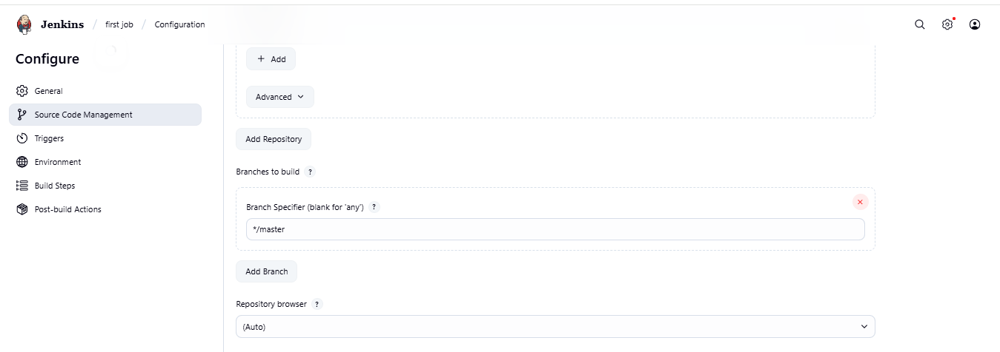 Jenkins / first job / Configuration
Configure
General
Source Code Management
Triggers
Environment
Build Steps
Post-build Actions
+ Add
Advanced
Add Repository
Branches to build ?
Branch Specifier (blank for 'any') ?
*/master
Add Branch
Repository browser ?
(Auto)